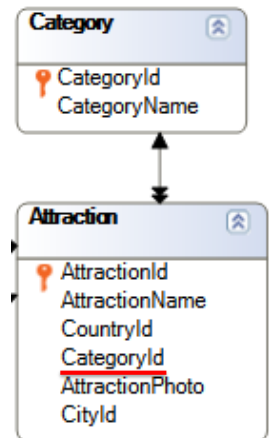 Category
CategoryId
CategoryName
Attraction
AttractionId
AttractionName
CountryId
CategoryId
AttractionPhoto
CityId